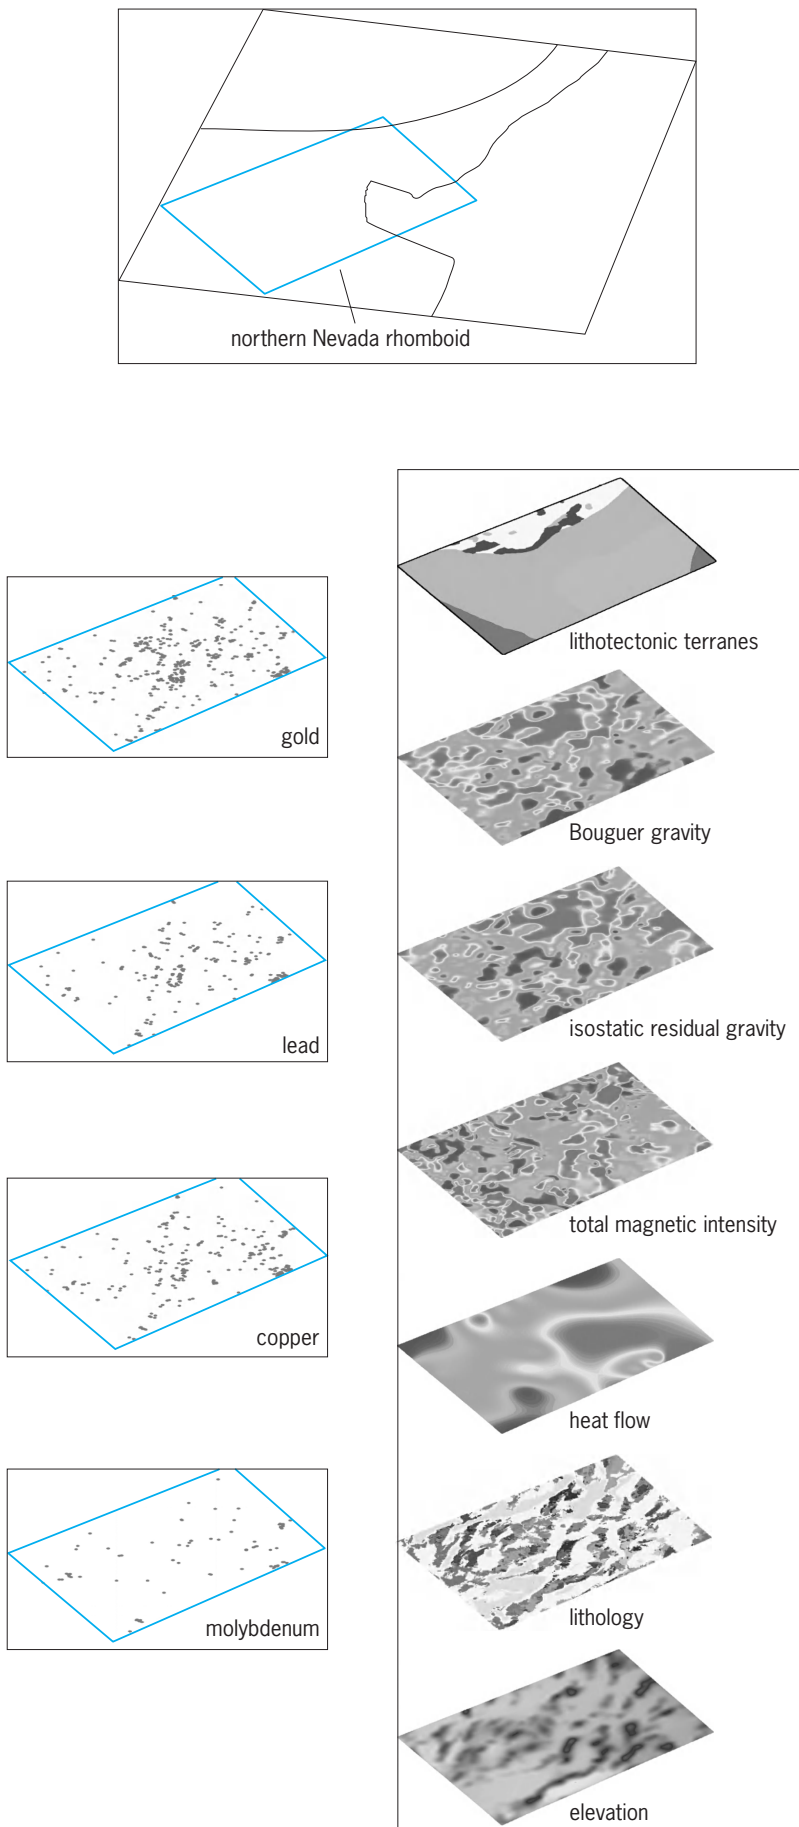 northern Nevada rhomboid
gold
lead
copper
molybdenum
lithotectonic terranes
Bouguer gravity
isostatic residual gravity
total magnetic intensity
heat flow
lithology
elevation